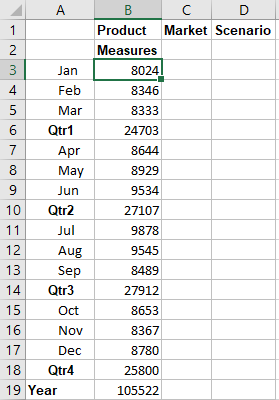 A B C D
1 Product Market Scenario
2 Measures
3 Jan 8024
4 Feb 8346
5 Mar 8333
6 Qtr1 24703
7 Apr 8644
8 May 8929
9 Jun 9534
10 Qtr2 27107
11 Jul 9878
12 Aug 9545
13 Sep 8489
14 Qtr3 27912
15 Oct 8653
16 Nov 8367
17 Dec 8780
18 Qtr4 25800
19 Year 105522